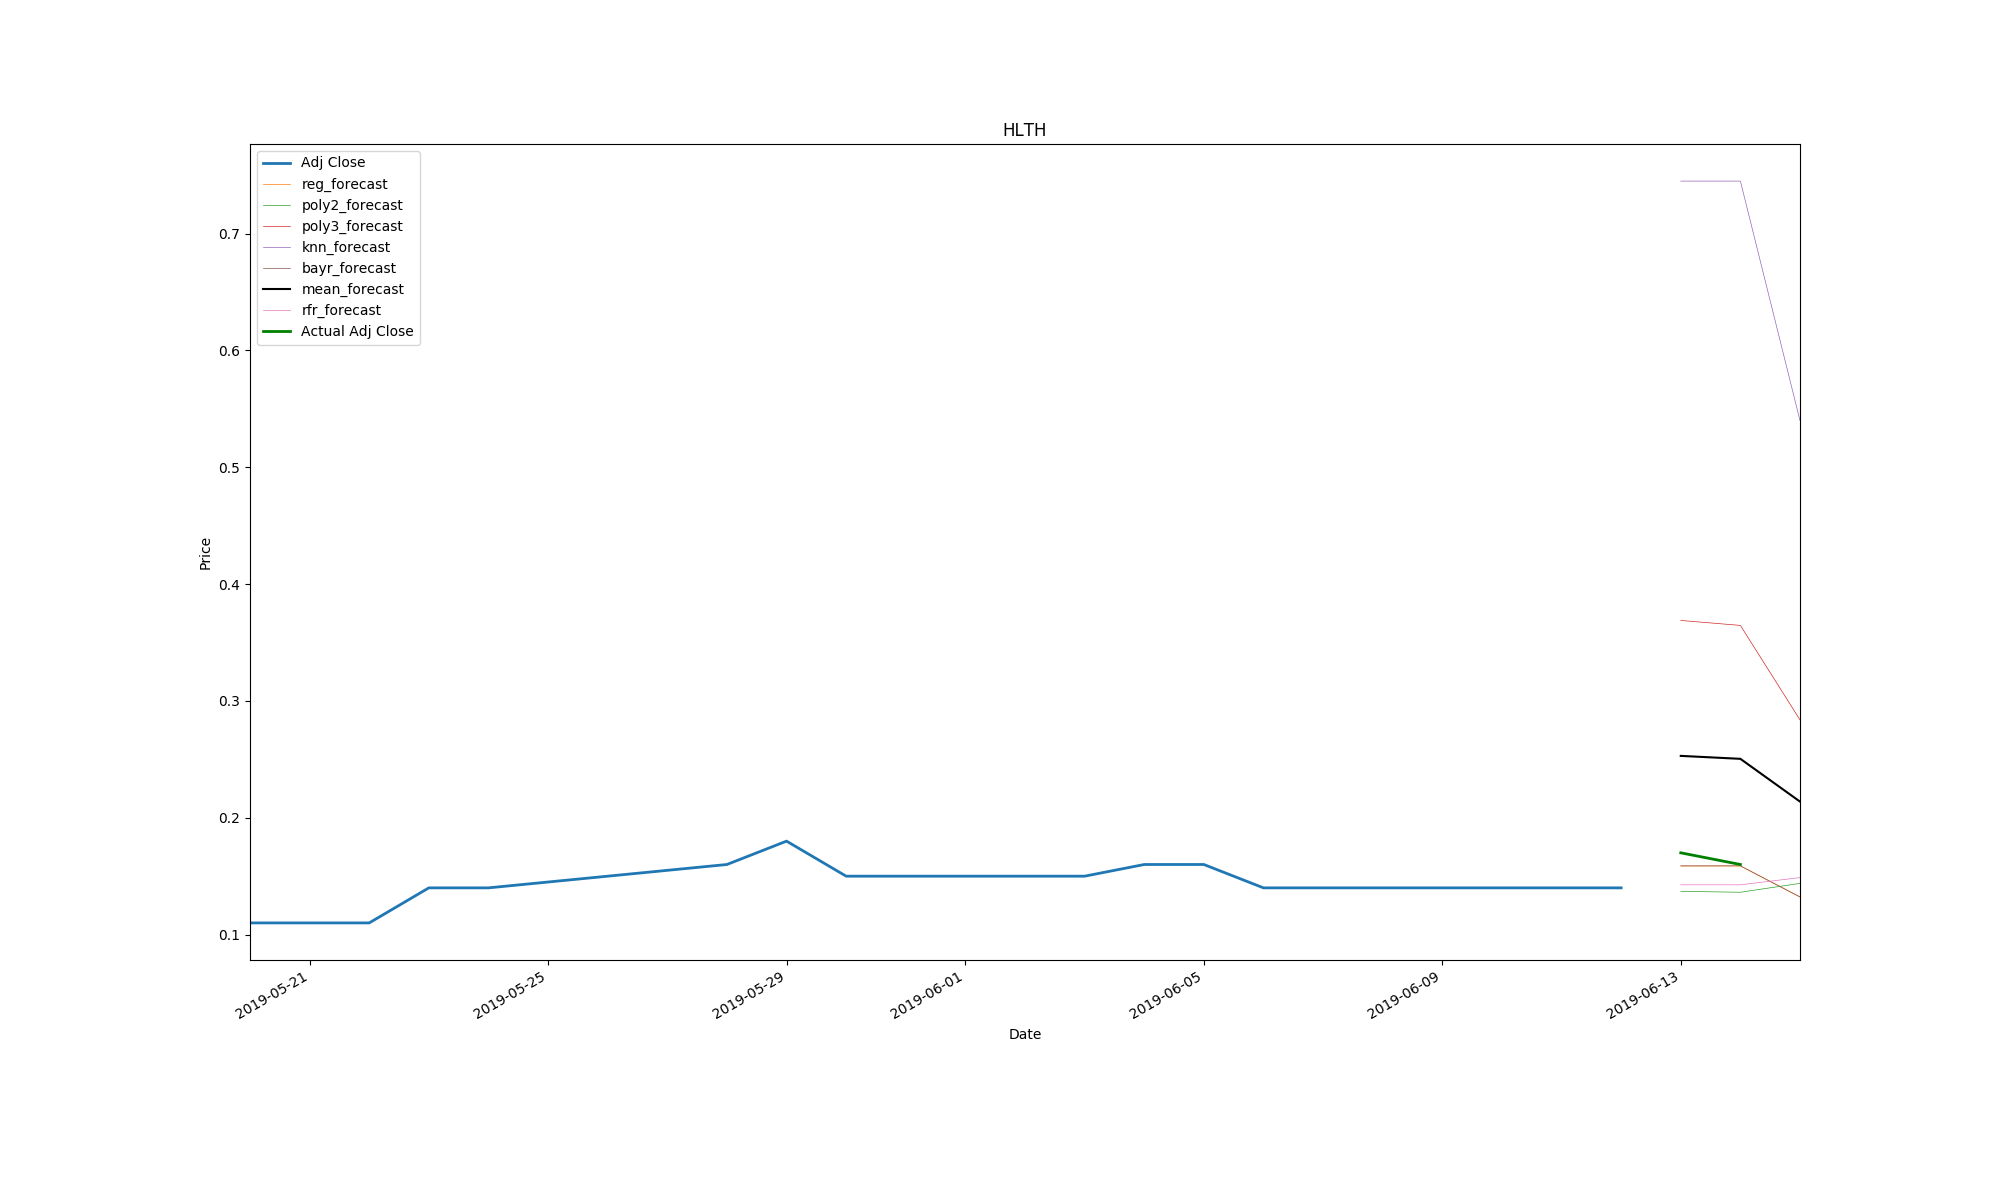 HLTH
Adj Close
reg_forecast
poly2_forecast
poly3_forecast
knn_forecast
bayr_forecast
mean_forecast
rfr_forecast
Actual Adj Close
0.7
0.6
0.5
0.4
0.3
0.2
0.1
Price
2019-05-21
2019-05-25
2019-05-29
2019-06-01
2019-06-05
2019-06-09
2019-06-13
Date